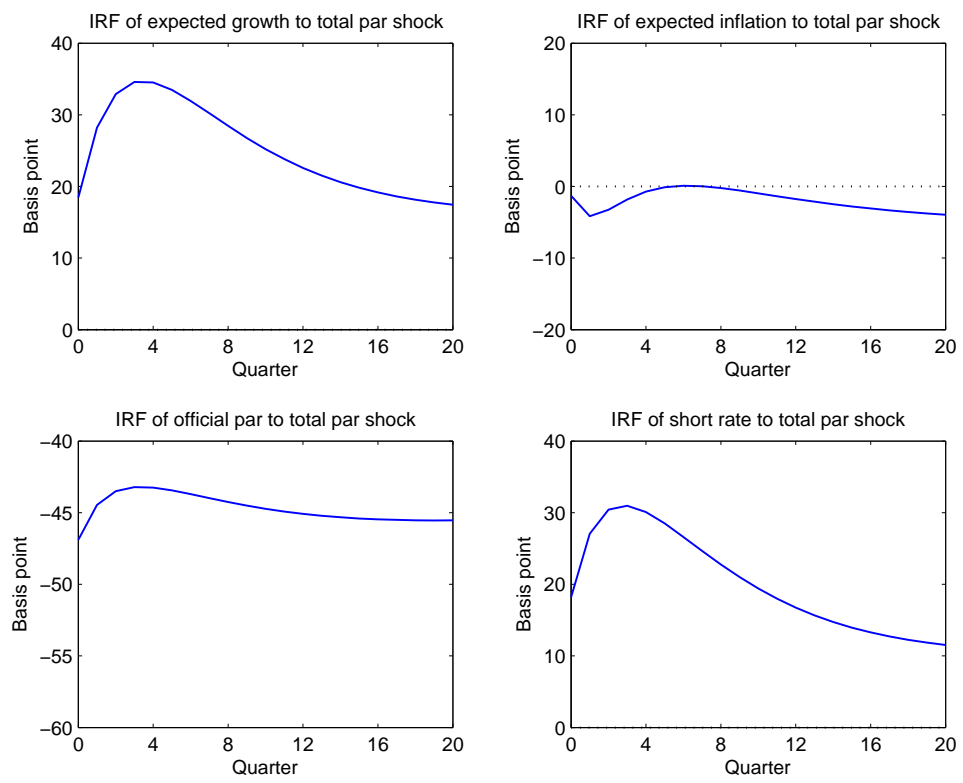 IRF of expected growth to total par shock
40
30
20
10
0
Basis point
0 4 8 12 16 20
Quarter
IRF of expected inflation to total par shock
20
10
0
−10
−20
Basis point
0 4 8 12 16 20
Quarter
IRF of official par to total par shock
−40
−45
−50
−55
−60
Basis point
0 4 8 12 16 20
Quarter
IRF of short rate to total par shock
40
30
20
10
0
Basis point
0 4 8 12 16 20
Quarter